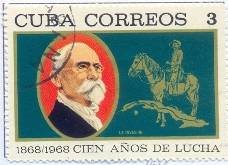 CUBA CORREOS 3
1868/1968 CIEN AÑOS DE LUCHA